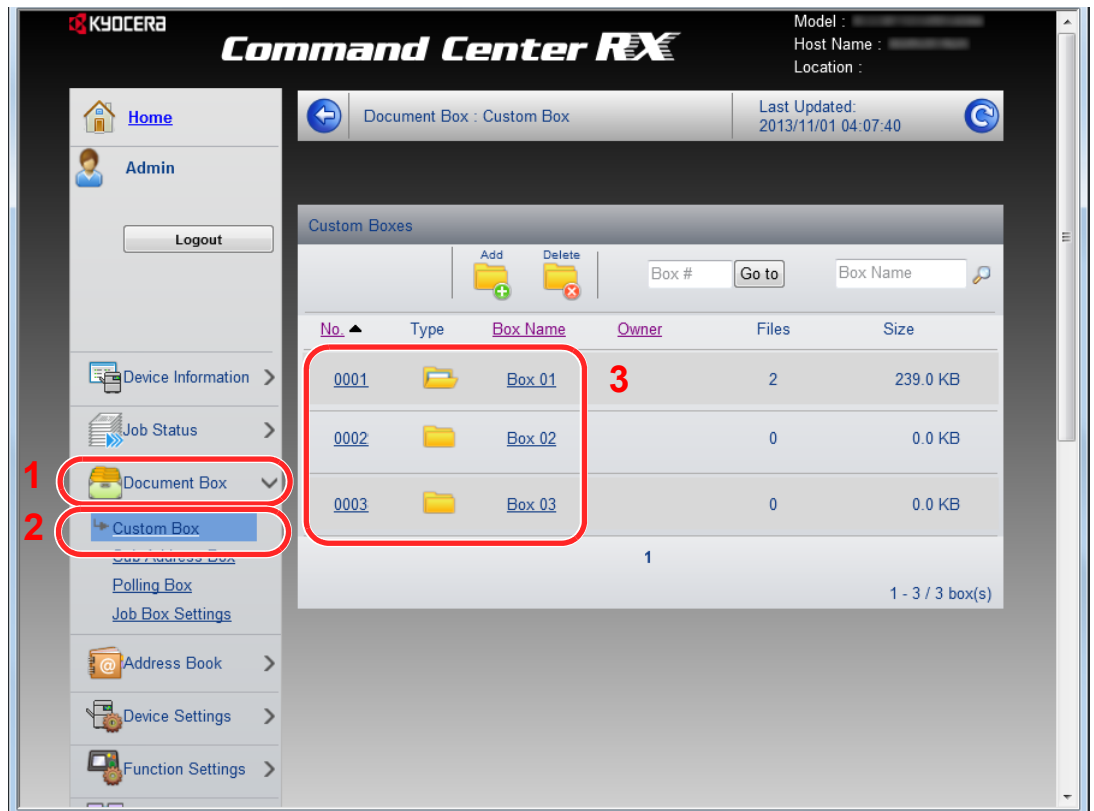 KYOCERA
Command Center RX
Model :
Host Name :
Location :
Home
Admin
Logout
Device Information
Job Status
1
Document Box
2
Custom Box
Sub Address Box
Polling Box
Job Box Settings
Address Book
Device Settings
Function Settings
Document Box : Custom Box
Last Updated:
2013/11/01 04:07:40
Custom Boxes
Add Delete
Box # Go to Box Name
No. Type Box Name Owner Files Size
0001 Box 01 3 2 239.0 KB
0002 Box 02 0 0.0 KB
0003 Box 03 0 0.0 KB
1
1 - 3 / 3 box(s)